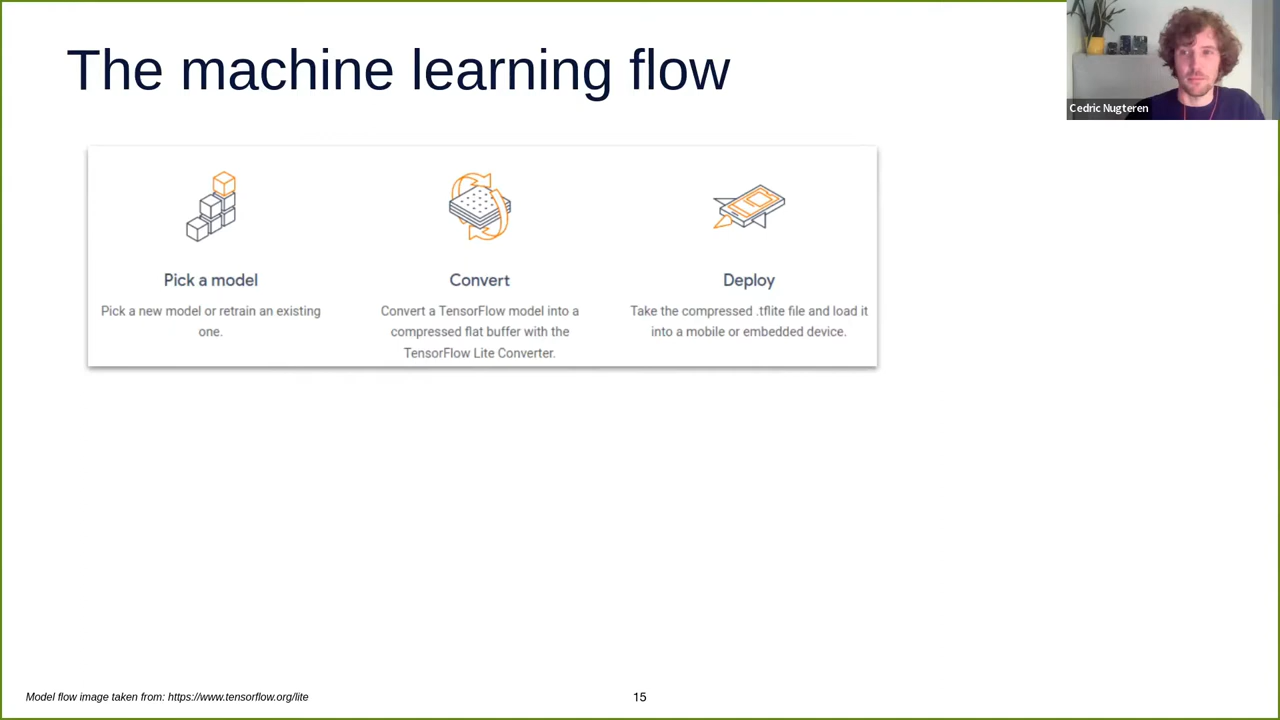 The machine learning flow
Cedric Nugteren
Pick a model
Pick a new model or retrain an existing
one.
Convert
Convert a TensorFlow model into a
compressed flat buffer with the
TensorFlow Lite Converter.
Deploy
Take the compressed .tflite file and load it
into a mobile or embedded device.
Model flow image taken from: https://www.tensorflow.org/lite
15